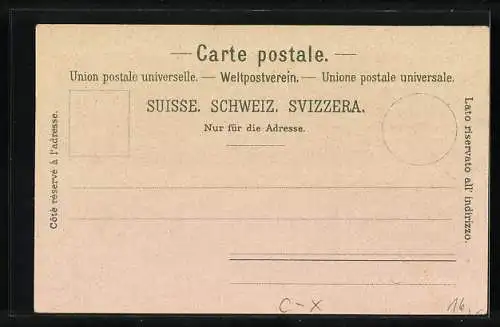 — Carte postale. —
Union postale universelle. — Weltpostverein. — Unione postale universale.
SUISSE. SCHWEIZ. SVIZZERA.
Nur für die Adresse.
Côté réservé à l'adresse.
Lato riservato all' indirizzo.
C-X